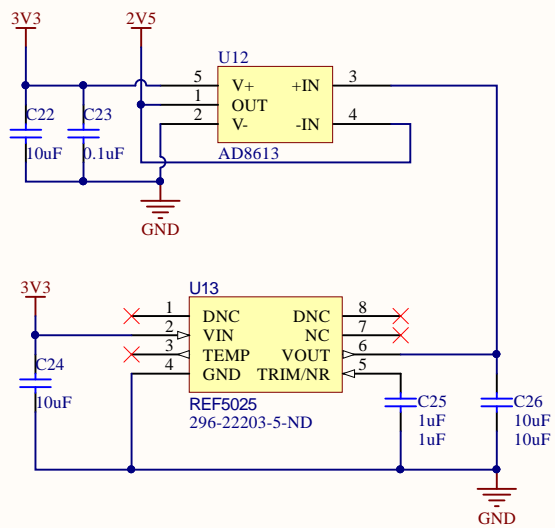 3V3 2V5
U12
5 V+ +IN 3
1 OUT
2 V- -IN 4
AD8613
C22
10uF
C23
0.1uF
GND
3V3
U13
1 DNC DNC 8
2 VIN NC 7
3 TEMP VOUT 6
4 GND TRIM/NR 5
REF5025
296-22203-5-ND
C24
10uF
C25
1uF
1uF
C26
10uF
10uF
GND